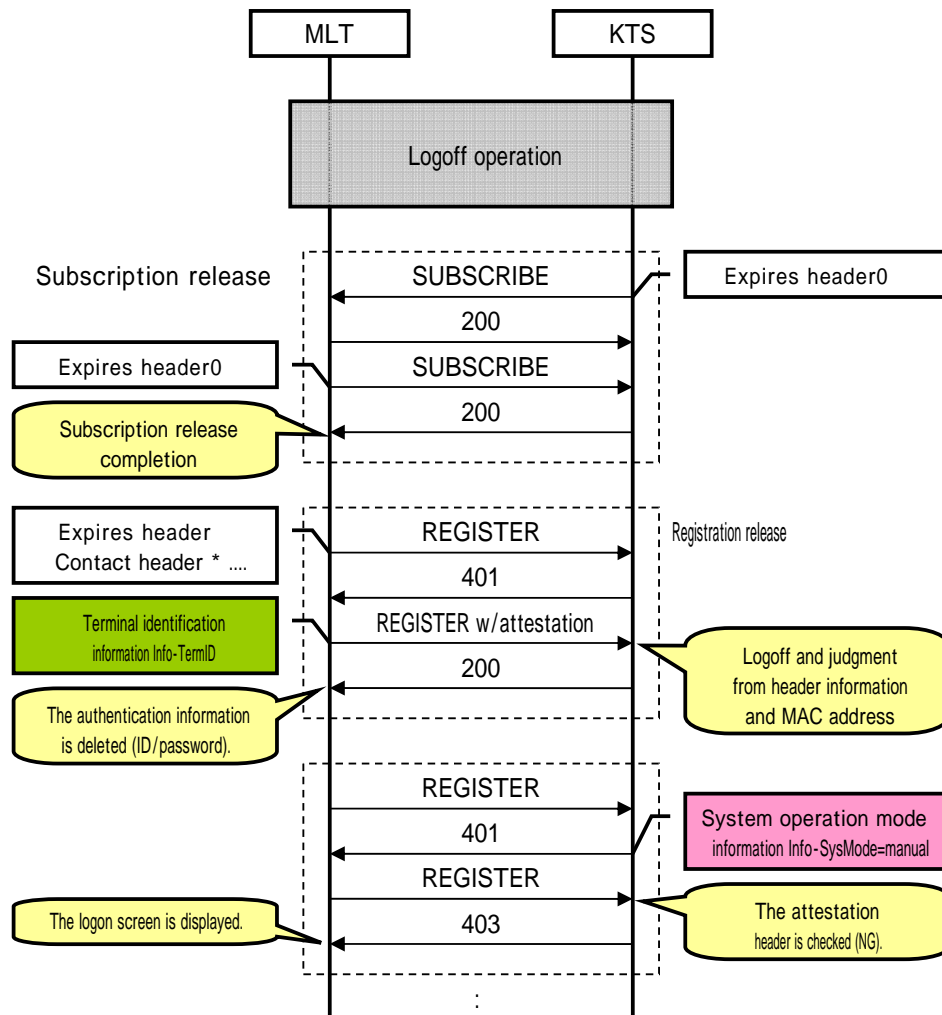 MLT
KTS
Logoff operation
Subscription release
SUBSCRIBE
Expires header0
200
Expires header0
SUBSCRIBE
200
Subscription release
completion
Expires header
Contact header * ....
REGISTER
Registration release
401
Terminal identification
information Info-TermID
REGISTER w/attestation
200
Logoff and judgment
from header information
and MAC address
The authentication information
is deleted (ID/password).
REGISTER
401
System operation mode
information Info-SysMode=manual
REGISTER
The logon screen is displayed.
403
The attestation
header is checked (NG).
: